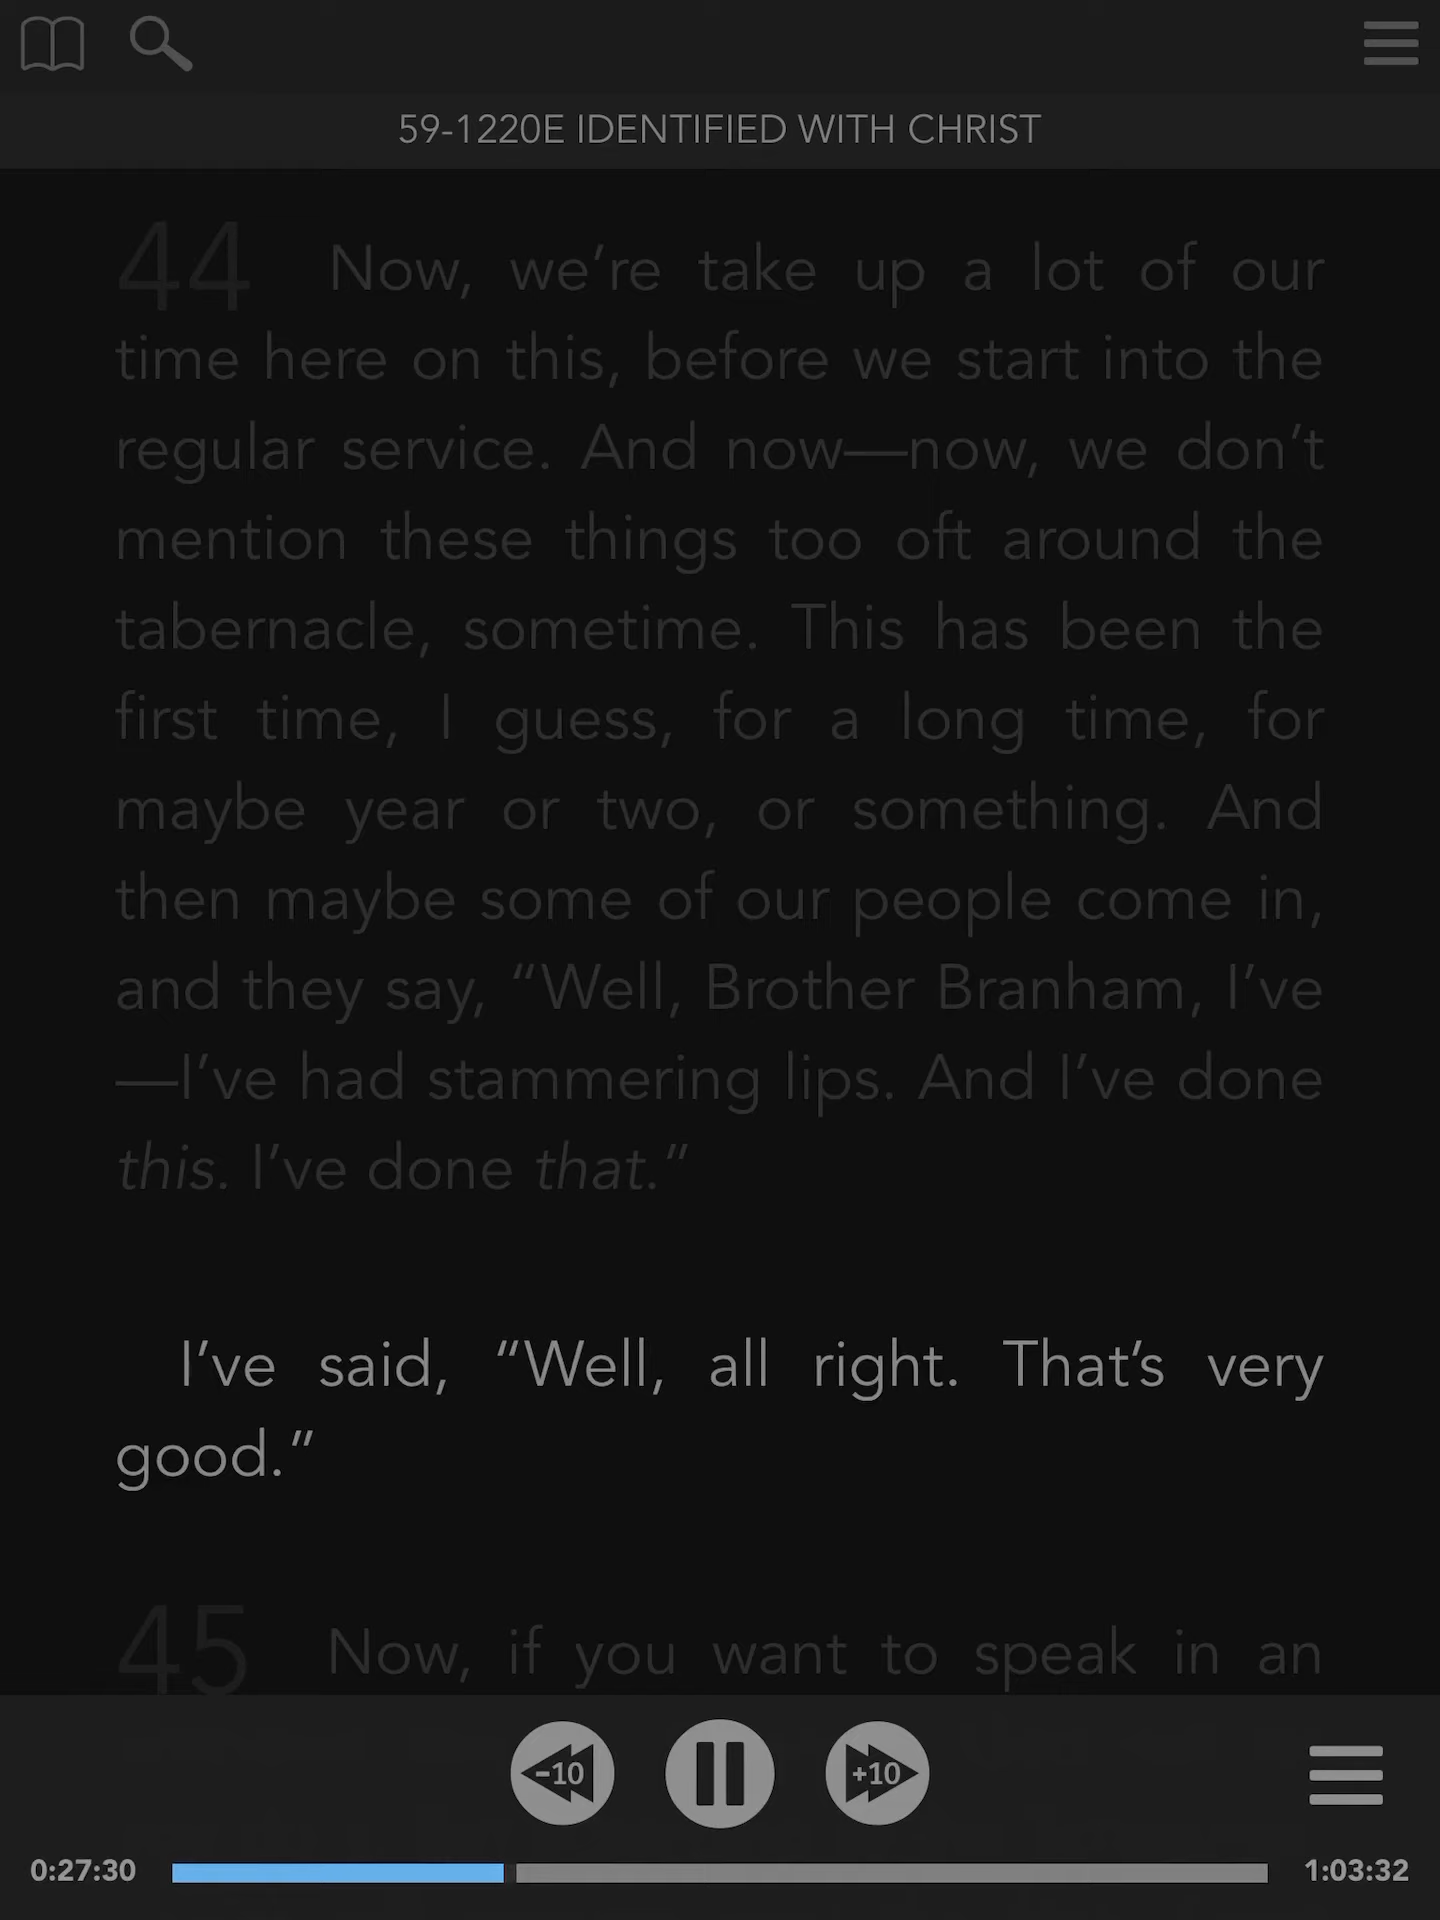 59-1220E IDENTIFIED WITH CHRIST
44 Now, we’re take up a lot of our
time here on this, before we start into the
regular service. And now—now, we don’t
mention these things too oft around the
tabernacle, sometime. This has been the
first time, I guess, for a long time, for
maybe year or two, or something. And
then maybe some of our people come in,
and they say, “Well, Brother Branham, I’ve
—I’ve had stammering lips. And I’ve done
this. I’ve done that.”
I’ve said, “Well, all right. That’s very
good.”
45 Now, if you want to speak in an
-10
+10
0:27:30
1:03:32